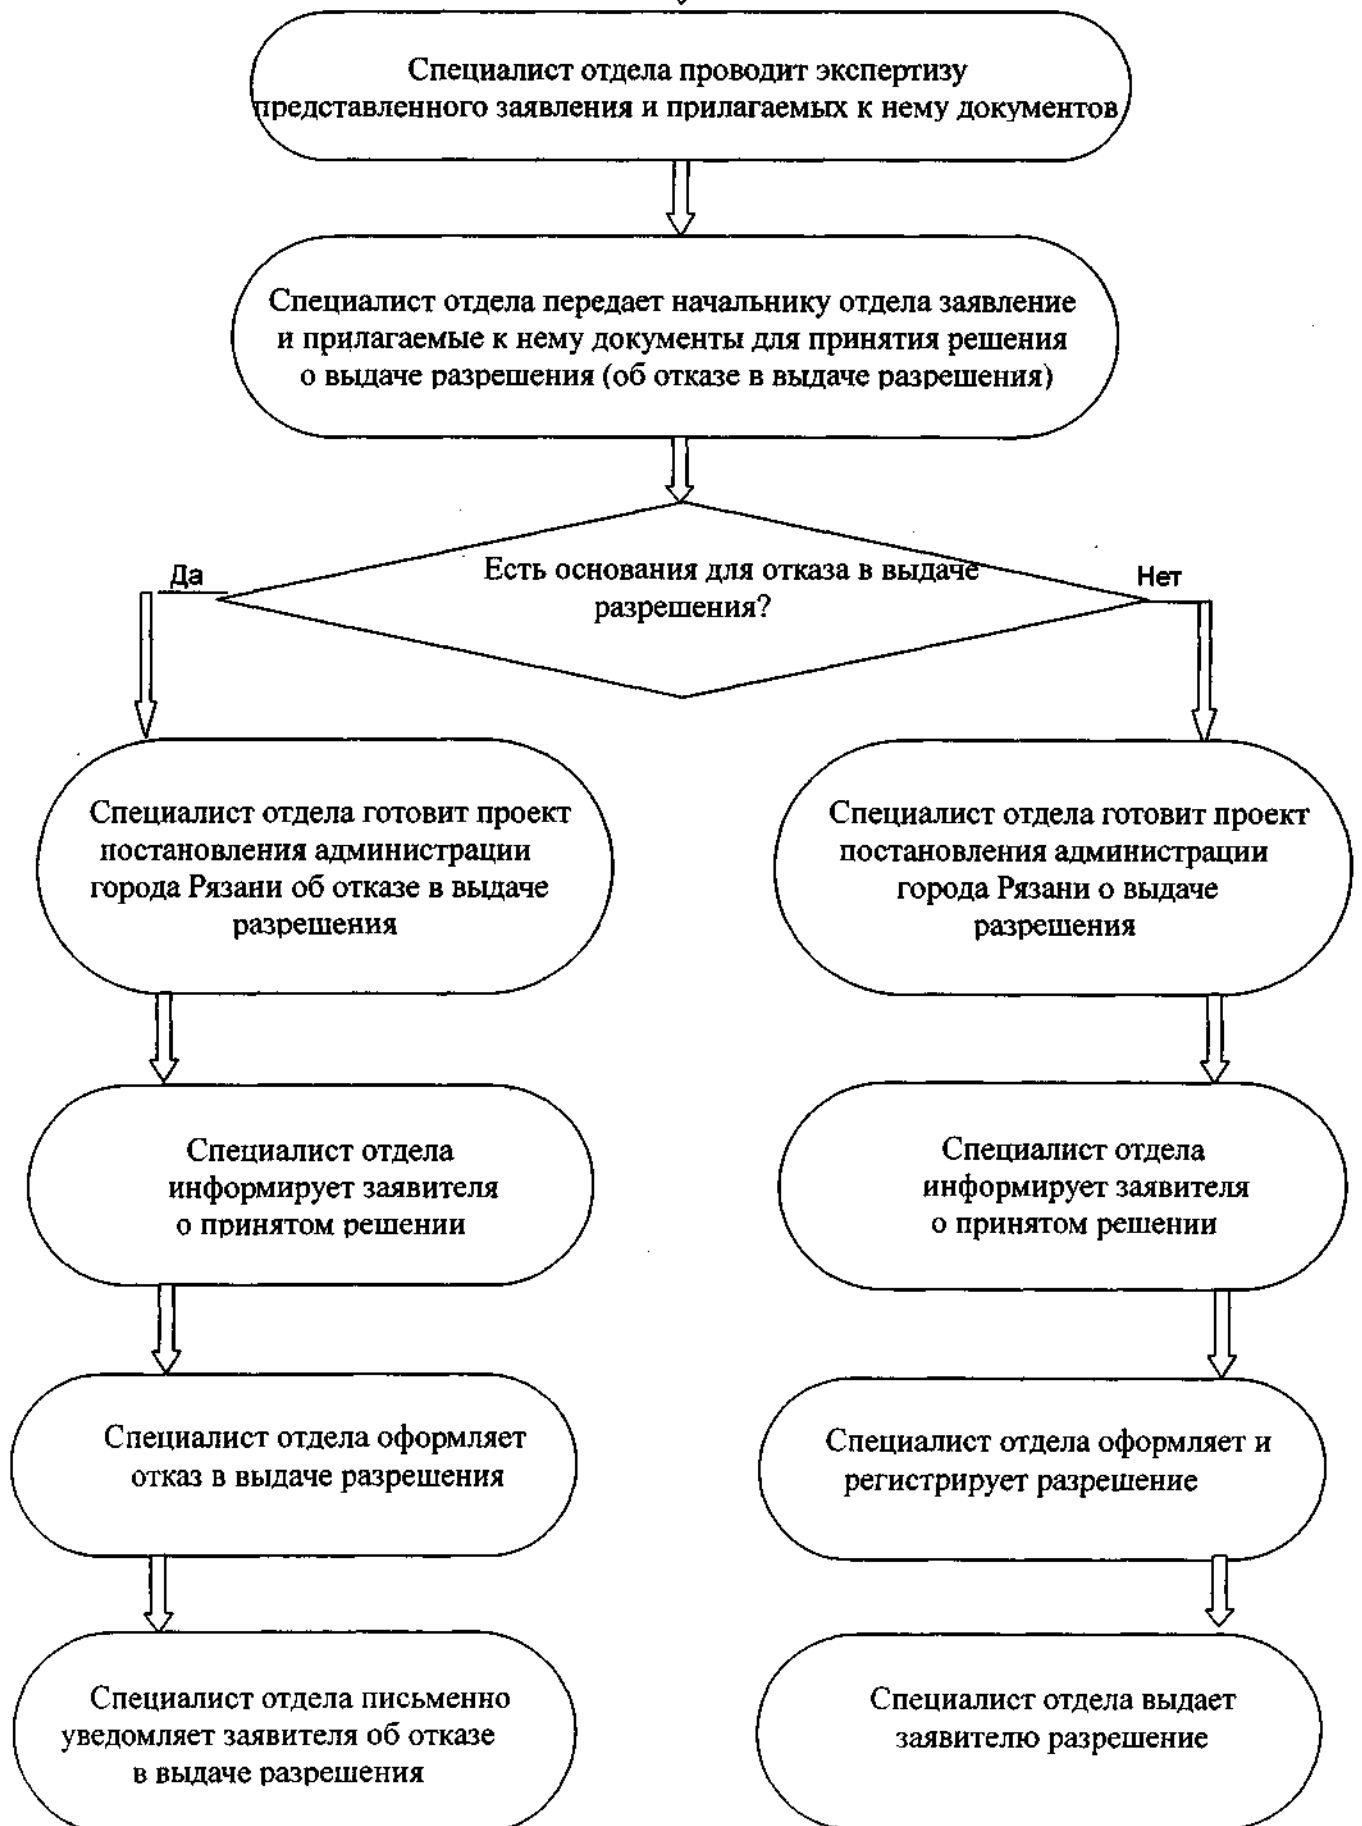 Специалист отдела проводит экспертизу
представленного заявления и прилагаемых к нему документов
Специалист отдела передает начальнику отдела заявление
и прилагаемые к нему документы для принятия решения
о выдаче разрешения (об отказе в выдаче разрешения)
Есть основания для отказа в выдаче
разрешения?
Да
Нет
Специалист отдела готовит проект
постановления администрации
города Рязани об отказе в выдаче
разрешения
Специалист отдела готовит проект
постановления администрации
города Рязани о выдаче
разрешения
Специалист отдела
информирует заявителя
о принятом решении
Специалист отдела
информирует заявителя
о принятом решении
Специалист отдела оформляет
отказ в выдаче разрешения
Специалист отдела оформляет и
регистрирует разрешение
Специалист отдела письменно
уведомляет заявителя об отказе
в выдаче разрешения
Специалист отдела выдает
заявителю разрешение